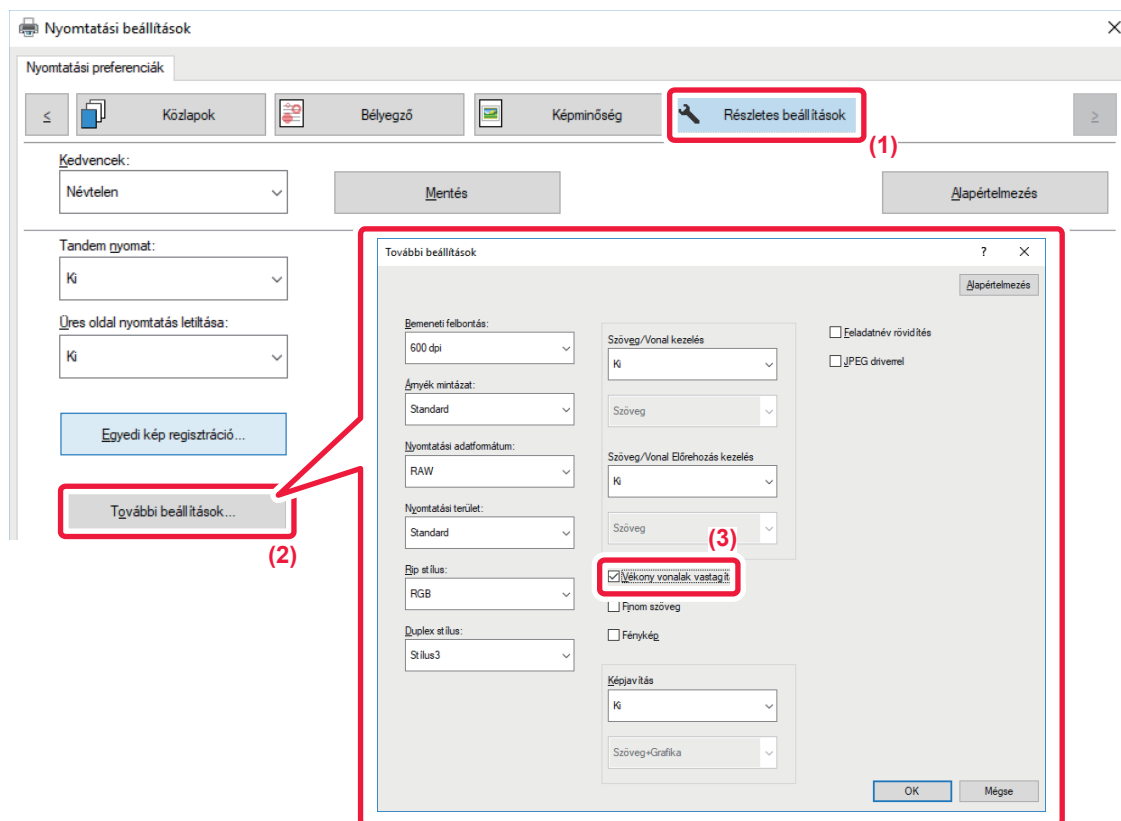 Nyomtatási beállítások
Nyomtatási preferenciák
< Közlapok Bélyegző Képminőség Részletes beállítások >
(1)
Kedvencek:
Névtelen Mentés Alapértelmezés
Tandem nyomat:
Ki
Üres oldal nyomtatás letiltása:
Ki
Egyedi kép regisztráció...
További beállítások...
(2)
További beállítások ?
Alapértelmezés
Bemeneti felbontás:
600 dpi
Árnyék mintázat:
Standard
Nyomtatási adatformátum:
RAW
Nyomtatási terület:
Standard
Rip stílus:
RGB
Duplex stílus:
Stílus3
Szöveg/Vonal kezelés
Ki
Szöveg
Szöveg/Vonal Előrehozás kezelés
Ki
Szöveg
(3)
Vékony vonalak vastagít
Finom szöveg
Fénykép
Képjavítás
Ki
Szöveg+Grafika
Feladatnév rövidítés
JPEG driverrel
OK Mégse